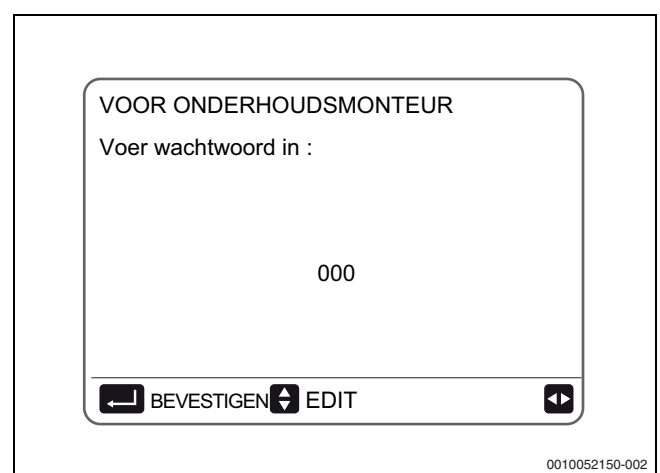 VOOR ONDERHOUDSMONTEUR
Voer wachtwoord in :
000
BEVESTIGEN EDIT
0010052150-002